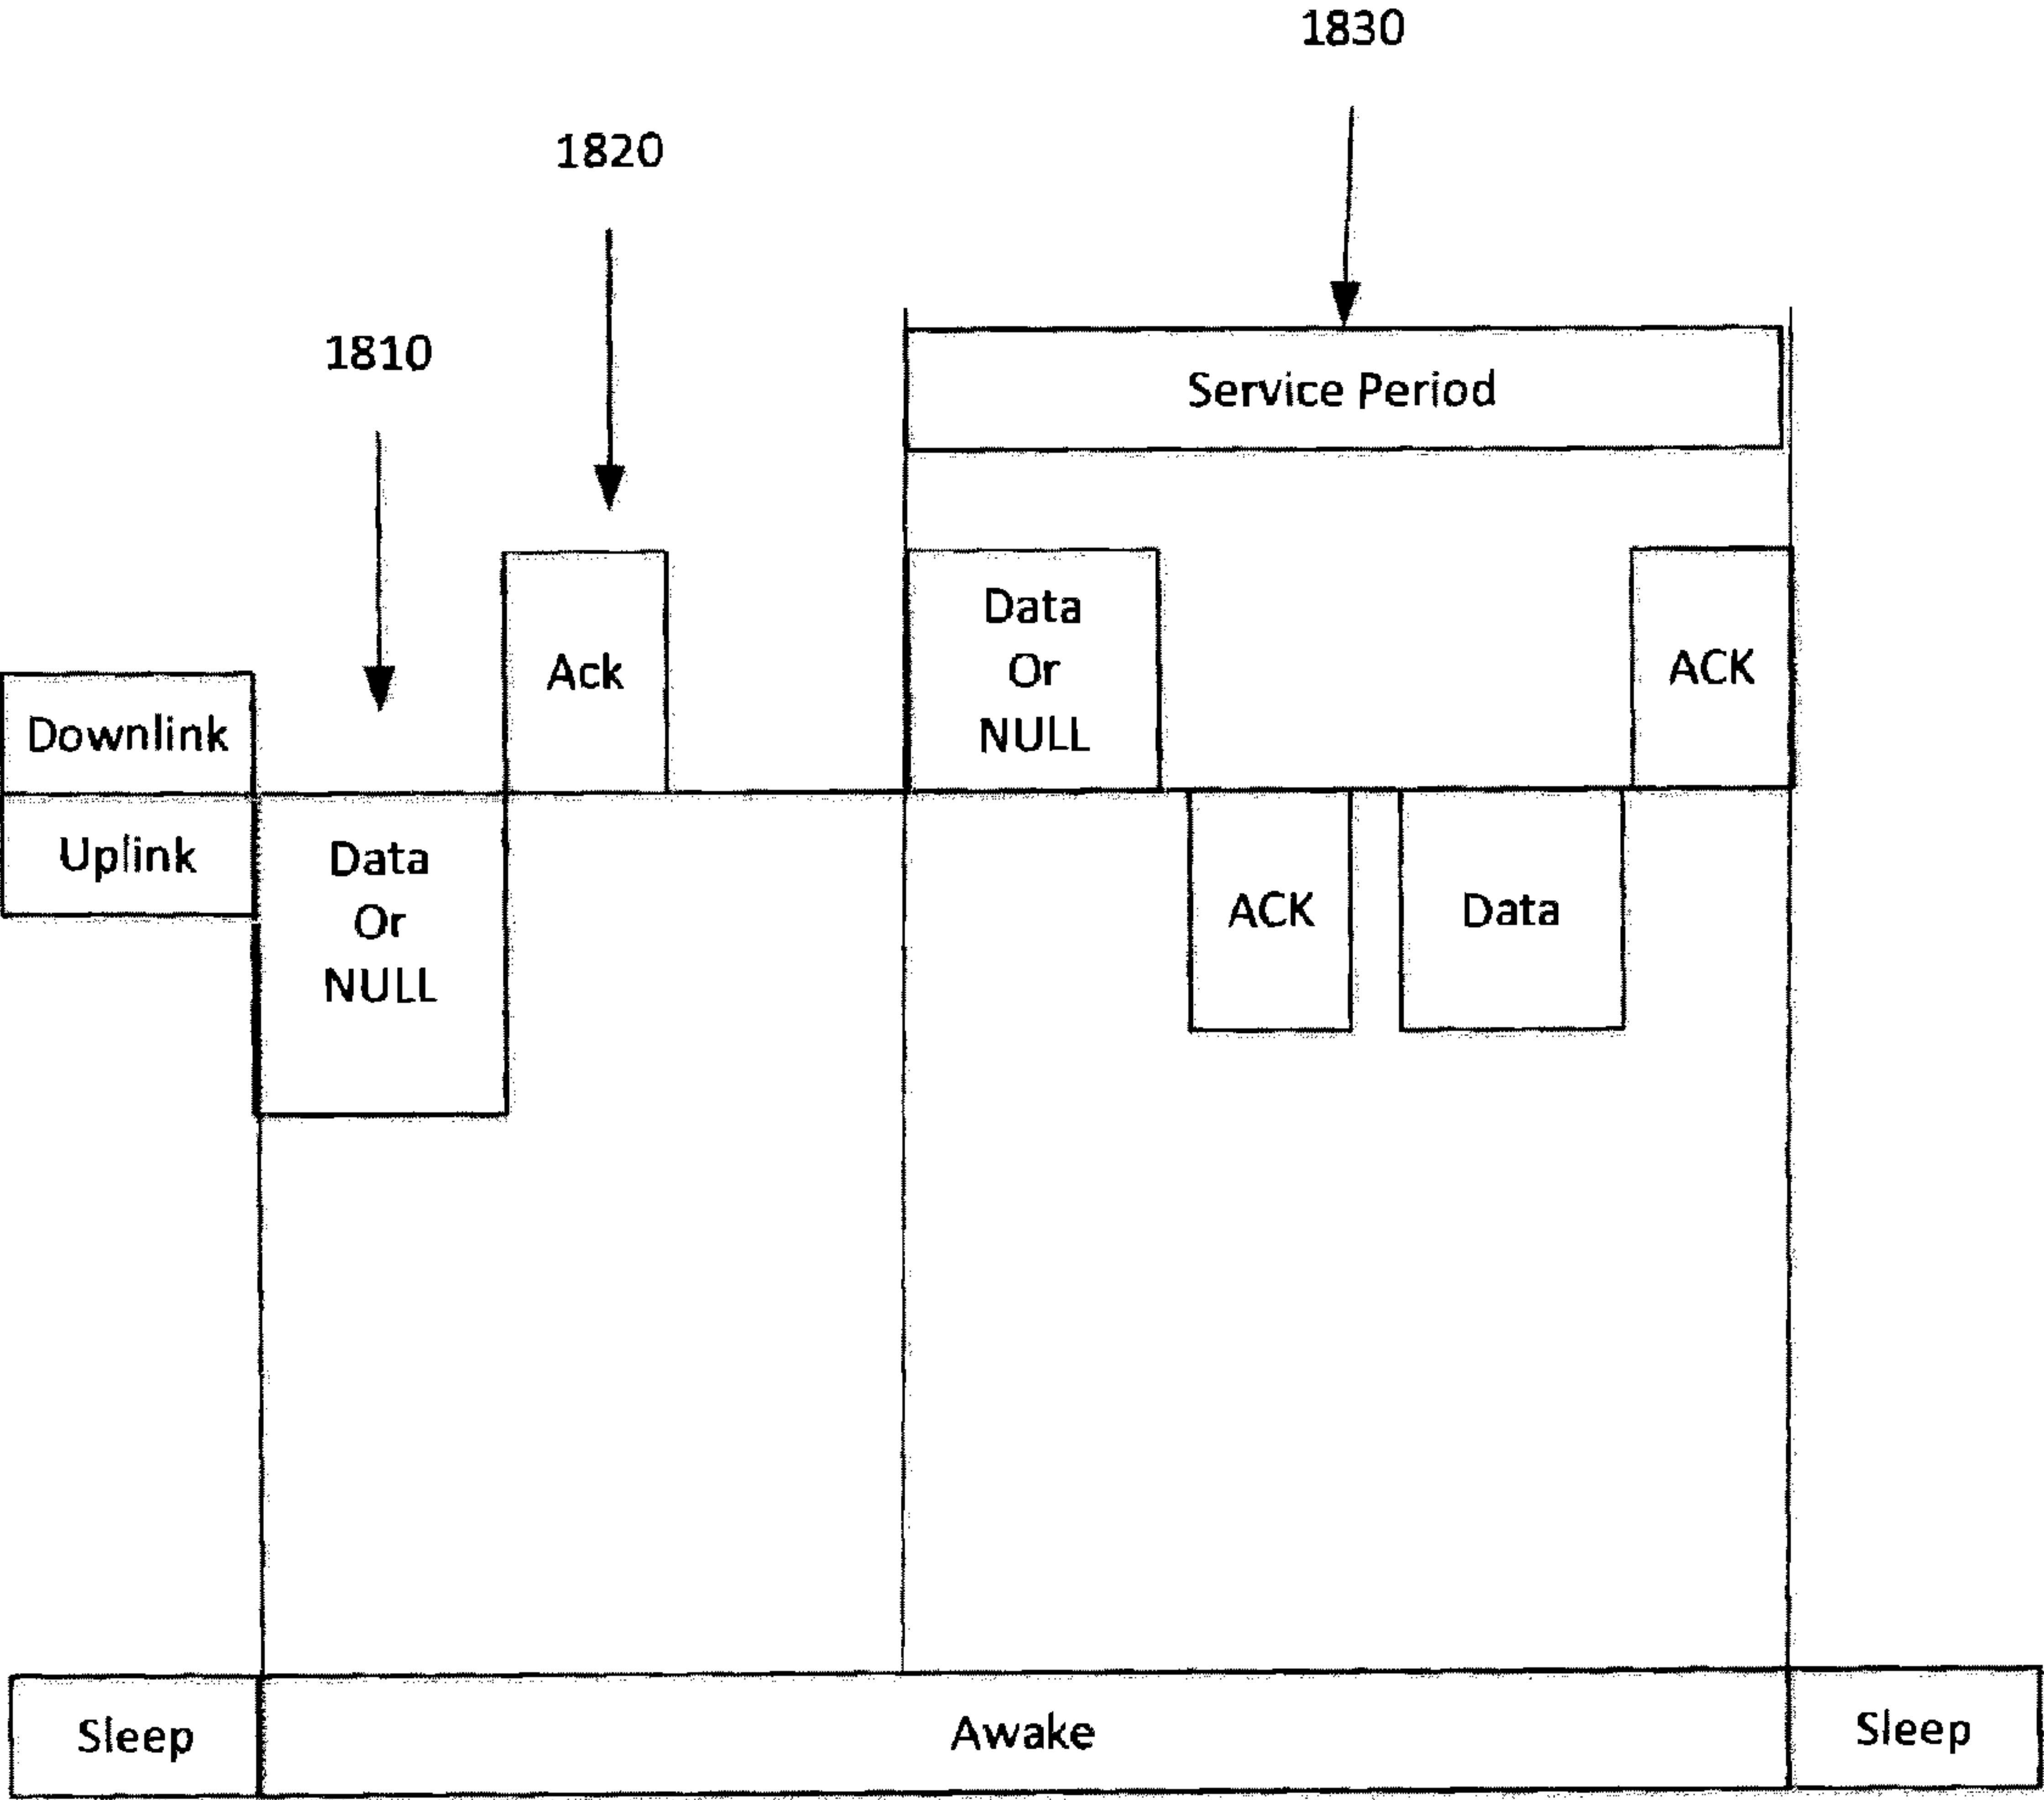 1830
1820
1810
Service Period
Data
Or
NULL
Ack
ACK
Downlink
Uplink
Data
Or
NULL
ACK
Data
Sleep
Awake
Sleep